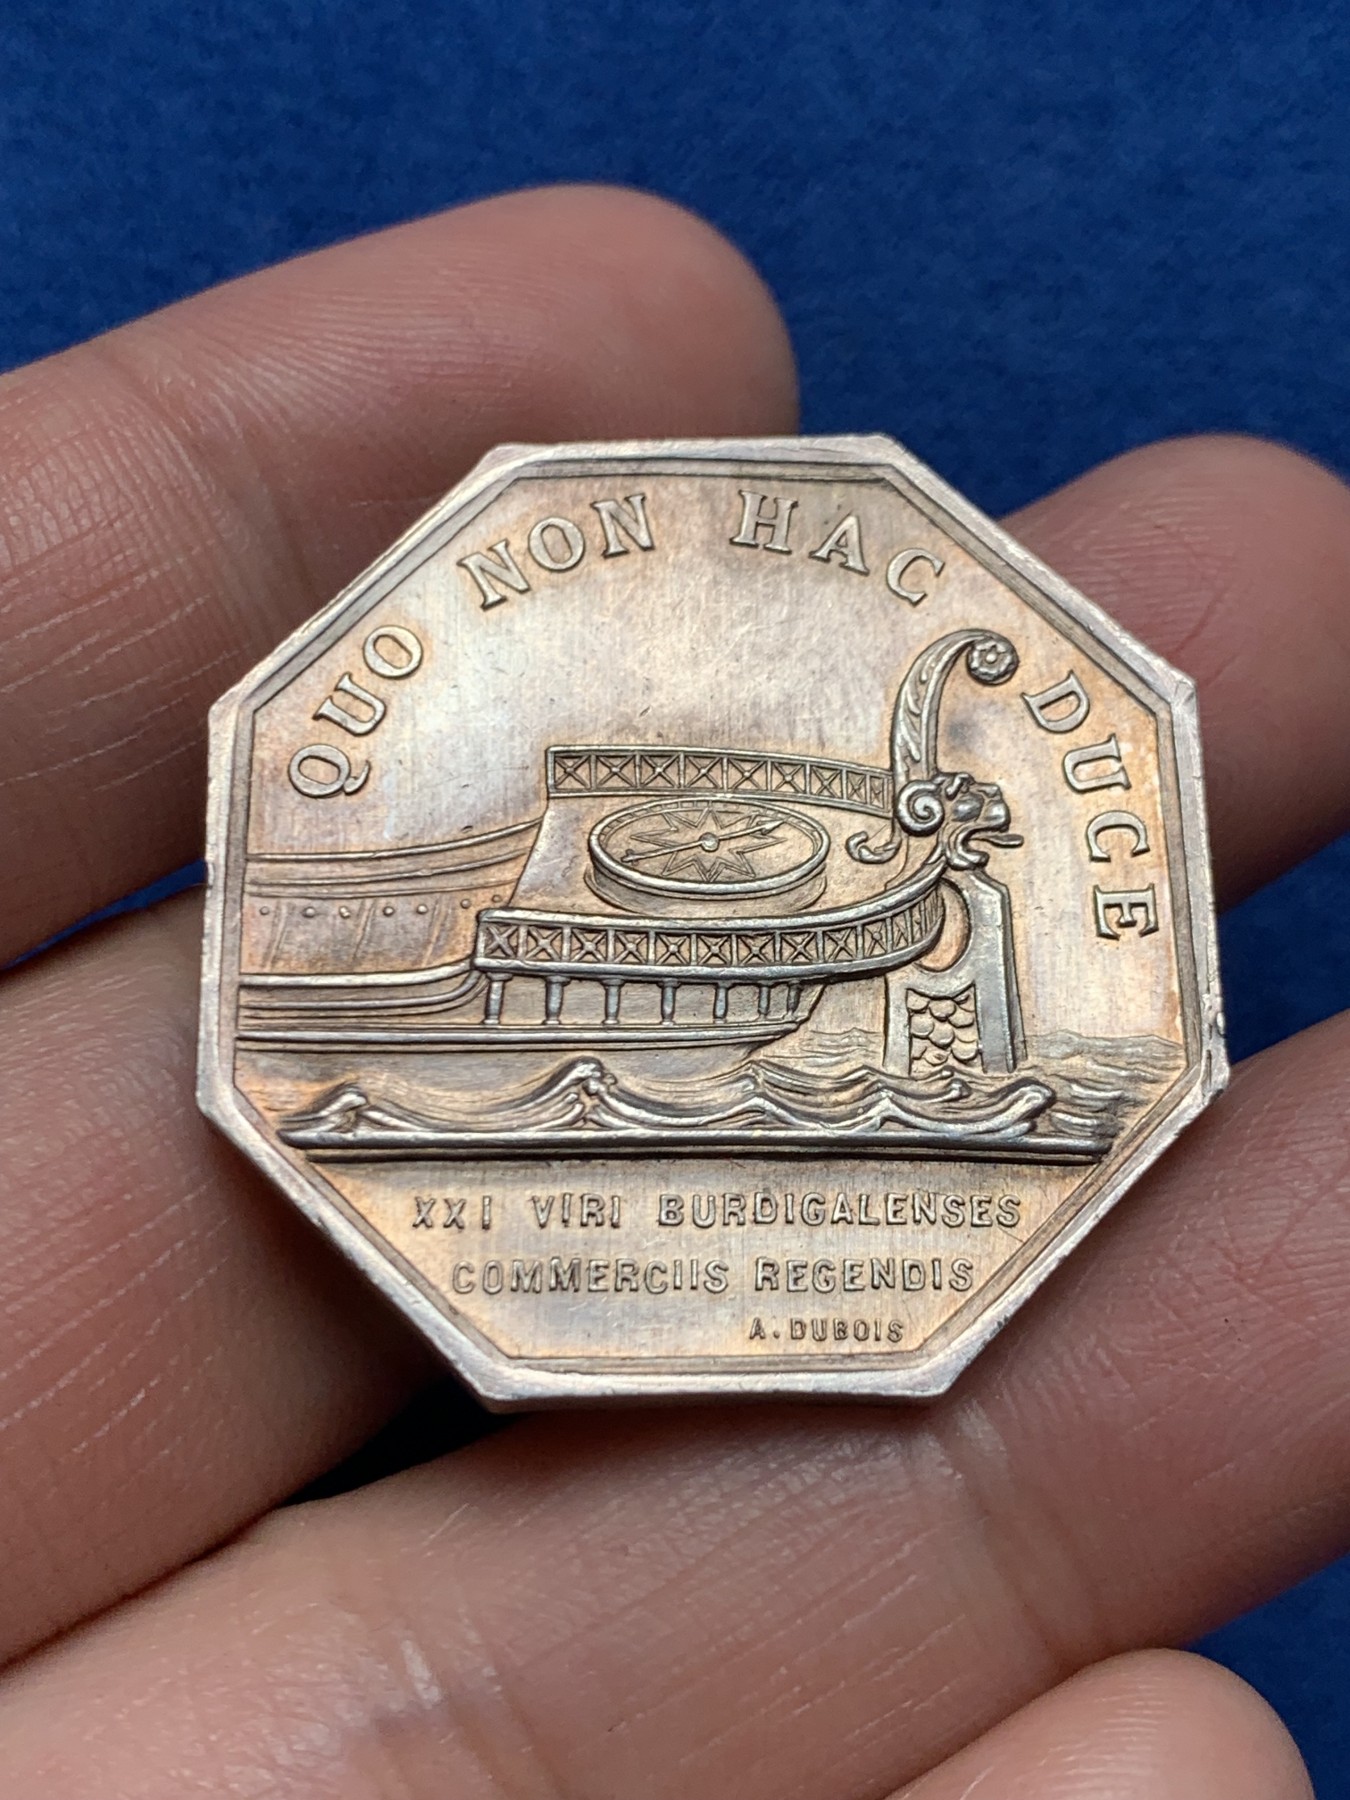 QUO NON HAC DUCE
XXI VIRI BURDIGALENSES
COMMERCIIS REGENDIS
A. DUBOIS